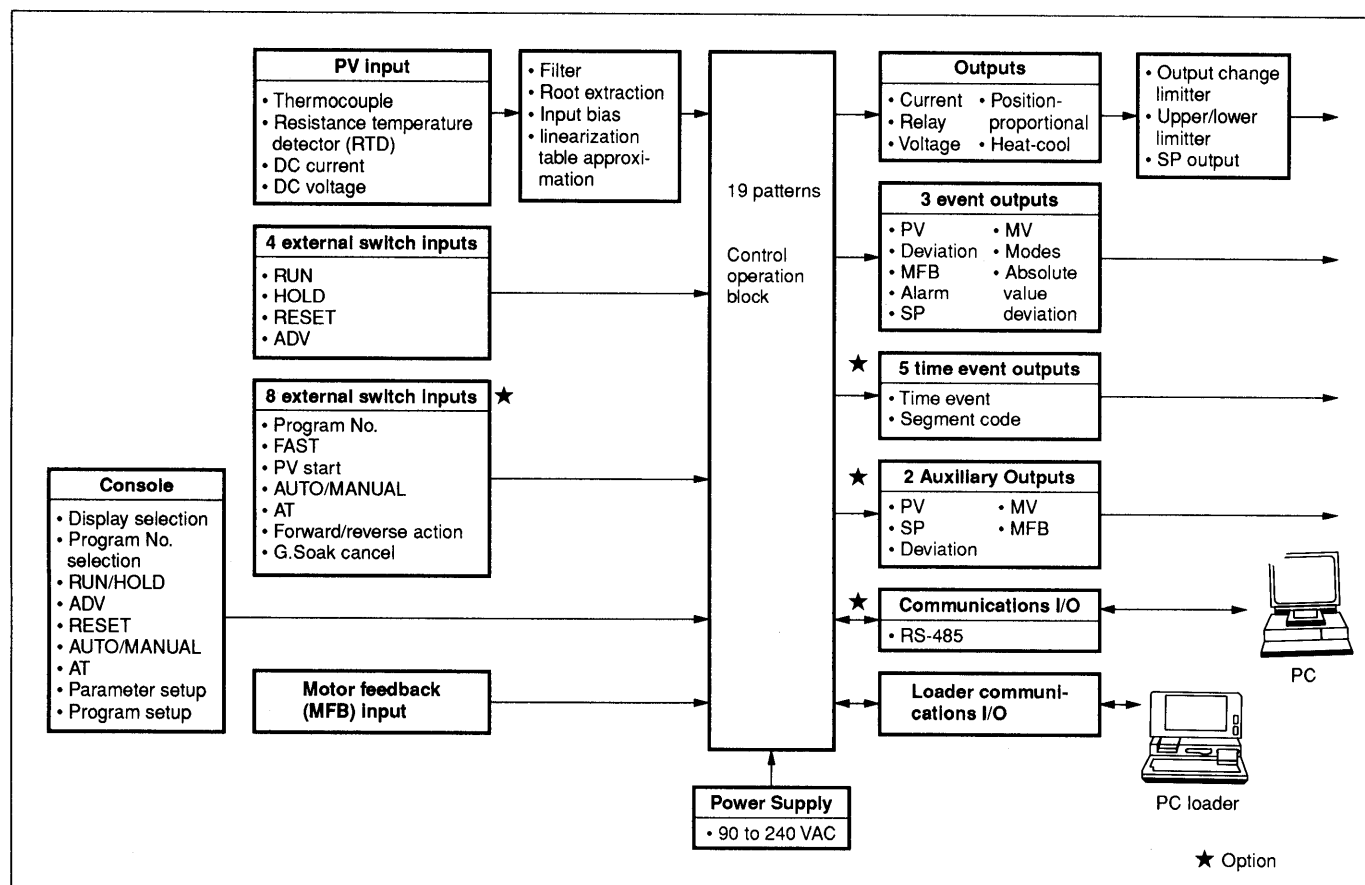 PV input
• Thermocouple
• Resistance temperature
detector (RTD)
• DC current
• DC voltage
• Filter
• Root extraction
• Input bias
• linearization
table approxi-
mation
4 external switch inputs
• RUN
• HOLD
• RESET
• ADV
8 external switch inputs ★
• Program No.
• FAST
• PV start
• AUTO/MANUAL
• AT
• Forward/reverse action
• G.Soak cancel
Console
• Display selection
• Program No.
selection
• RUN/HOLD
• ADV
• RESET
• AUTO/MANUAL
• AT
• Parameter setup
• Program setup
Motor feedback
(MFB) input
19 patterns
Control
operation
block
Power Supply
• 90 to 240 VAC
Outputs
• Current
• Relay
• Voltage
• Position-
proportional
• Heat-cool
• Output change
limitter
• Upper/lower
limitter
• SP output
3 event outputs
• PV
• Deviation
• MFB
• Alarm
• SP
• MV
• Modes
• Absolute
value
deviation
★ 5 time event outputs
• Time event
• Segment code
★ 2 Auxiliary Outputs
• PV
• SP
• Deviation
• MV
• MFB
★ Communications I/O
• RS-485
PC
Loader communi-
cations I/O
PC loader
★ Option